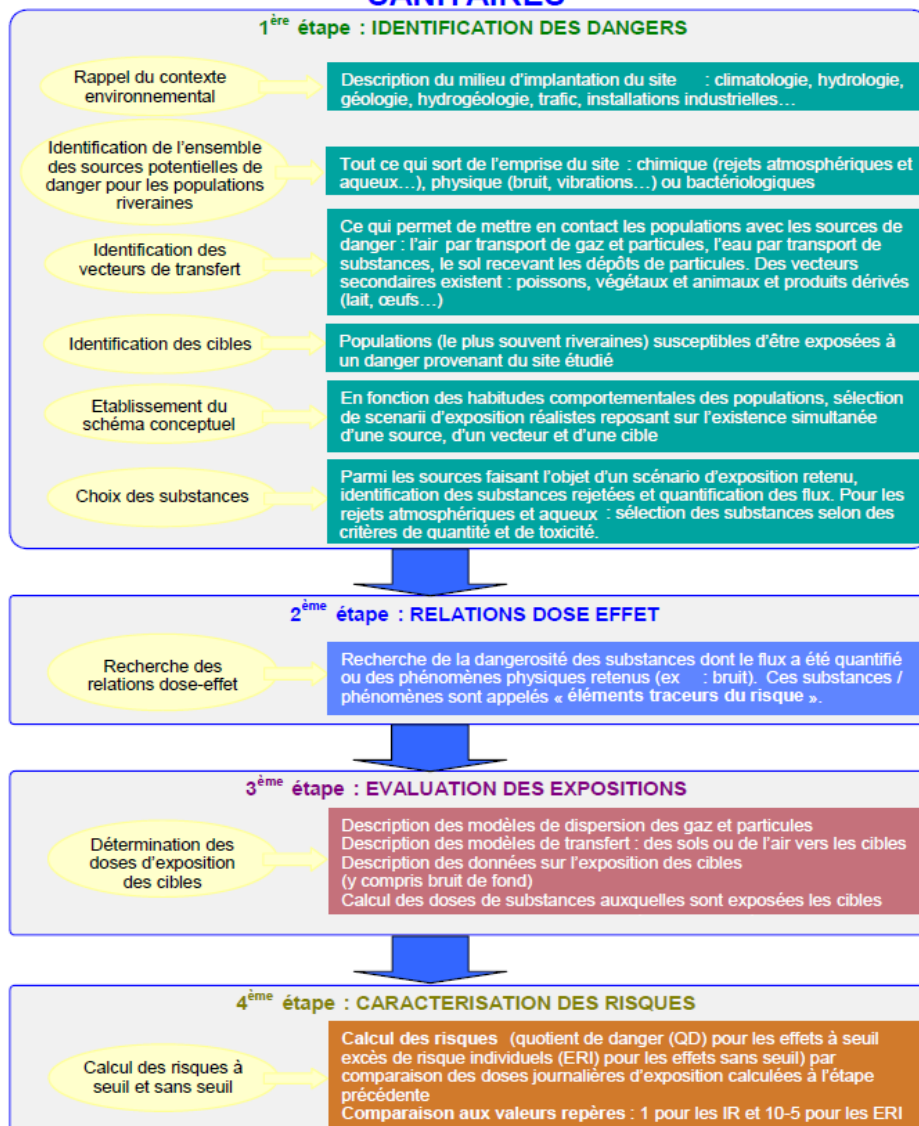 SANITAIRES
1ère étape : IDENTIFICATION DES DANGERS
Rappel du contexte
environnemental
Description du milieu d'implantation du site : climatologie, hydrologie,
géologie, hydrogéologie, trafic, installations industrielles…
Identification de l'ensemble
des sources potentielles de
danger pour les populations
riveraines
Tout ce qui sort de l'emprise du site : chimique (rejets atmosphériques et
aqueux…), physique (bruit, vibrations…) ou bactériologiques
Identification des
vecteurs de transfert
Ce qui permet de mettre en contact les populations avec les sources de
danger : l'air par transport de gaz et particules, l'eau par transport de
substances, le sol recevant les dépôts de particules. Des vecteurs
secondaires existent : poissons, végétaux et animaux et produits dérivés
(lait, œufs…)
Identification des cibles
Populations (le plus souvent riveraines) susceptibles d'être exposées à
un danger provenant du site étudié
Etablissement du
schéma conceptuel
En fonction des habitudes comportementales des populations, sélection
de scenarii d'exposition réalistes reposant sur l'existence simultanée
d'une source, d'un vecteur et d'une cible
Choix des substances
Parmi les sources faisant l'objet d'un scénario d'exposition retenu,
identification des substances rejetées et quantification des flux. Pour les
rejets atmosphériques et aqueux : sélection des substances selon des
critères de quantité et de toxicité.
2ème étape : RELATIONS DOSE EFFET
Recherche des
relations dose-effet
Recherche de la dangerosité des substances dont le flux a été quantifié
ou des phénomènes physiques retenus (ex : bruit). Ces substances /
phénomènes sont appelés « éléments traceurs du risque ».
3ème étape : EVALUATION DES EXPOSITIONS
Détermination des
doses d'exposition
des cibles
Description des modèles de dispersion des gaz et particules
Description des modèles de transfert : des sols ou de l'air vers les cibles
Description des données sur l'exposition des cibles
(y compris bruit de fond)
Calcul des doses de substances auxquelles sont exposées les cibles
4ème étape : CARACTERISATION DES RISQUES
Calcul des risques à
seuil et sans seuil
Calcul des risques (quotient de danger (QD) pour les effets à seuil
excès de risque individuels (ERI) pour les effets sans seuil) par
comparaison des doses journalières d'exposition calculées à l'étape
précédente
Comparaison aux valeurs repères : 1 pour les IR et 10-5 pour les ERI